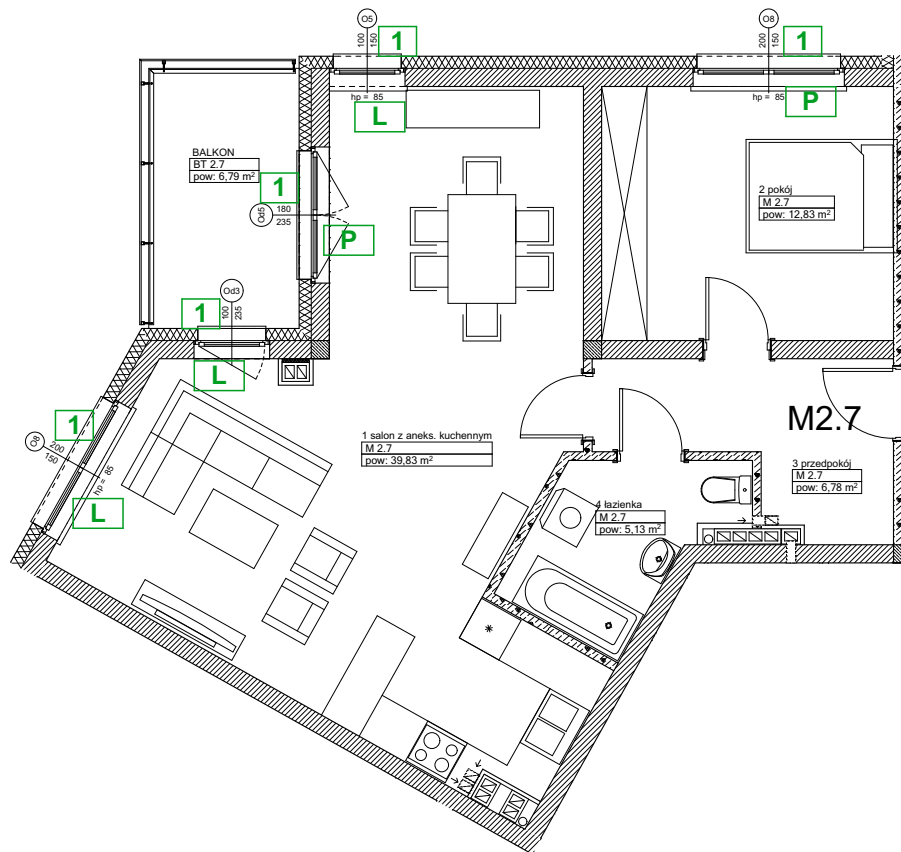 O5
100
150
1
hp = 85
L
O8
200
150
1
hp = 85
P
BALKON
BT 2.7
pow: 6,79 m²
1
Od5
180
235
P
2 pokój
M 2.7
pow: 12,83 m²
Od3
100
235
1
L
O8
200
150
1
hp = 85
L
1 salon z aneks. kuchennym
M 2.7
pow: 39,83 m²
M2.7
3 przedpokój
M 2.7
pow: 6,78 m²
4 łazienka
M 2.7
pow: 5,13 m²